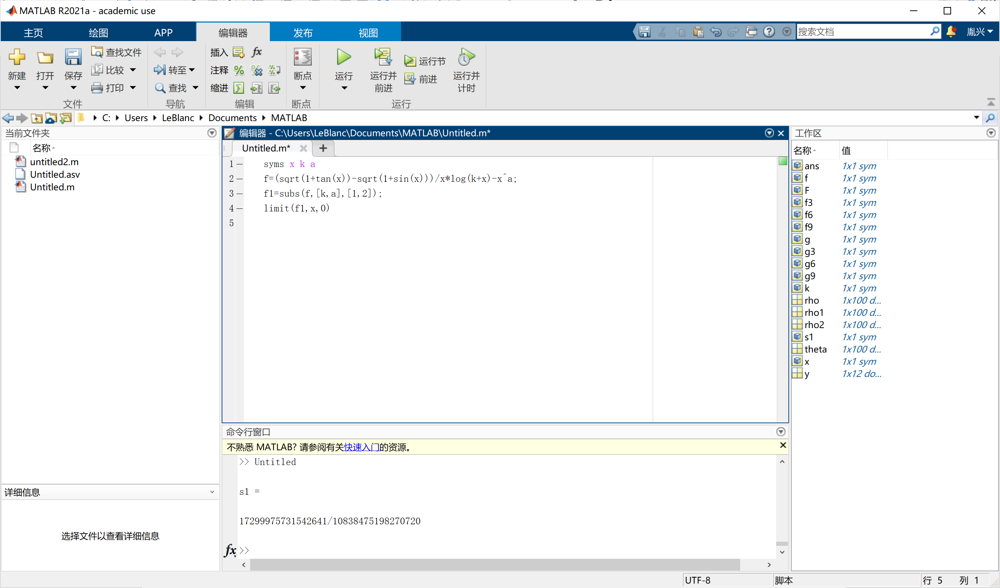 MATLAB R2021a - academic use
主页 绘图 APP 编辑器 发布 视图 搜索文档 胤兴
新建 打开 保存 查找文件 比较 打印 文件
转至 查找 导航
插入 fx 注释 缩进 编辑
断点 断点
运行 运行并前进 运行节 前进 运行并计时 运行
C: Users LeBlanc Documents MATLAB
当前文件夹
名称
untitled2.m
Untitled.asv
Untitled.m
详细信息
选择文件以查看详细信息
编辑器 - C:\Users\LeBlanc\Documents\MATLAB\Untitled.m*
Untitled.m* +
1 — syms x k a
2 — f=(sqrt(1+tan(x))-sqrt(1+sin(x)))/x*log(k+x)-x^a;
3 — f1=subs(f,[k,a],[1,2]);
4 — limit(f1,x,0)
5
命令行窗口
不熟悉 MATLAB? 请参阅有关快速入门的资源。
>> Untitled
s1 =
17299975731542641/10838475198270720
fx >>
工作区
名称 值
ans 1x1 sym
f 1x1 sym
F 1x1 sym
f3 1x1 sym
f6 1x1 sym
f9 1x1 sym
g 1x1 sym
g3 1x1 sym
g6 1x1 sym
g9 1x1 sym
k 1x1 sym
rho 1x100 d...
rho1 1x100 d...
rho2 1x100 d...
s1 1x1 sym
theta 1x100 d...
x 1x1 sym
y 1x12 do...
UTF-8 脚本 行 5 列 1